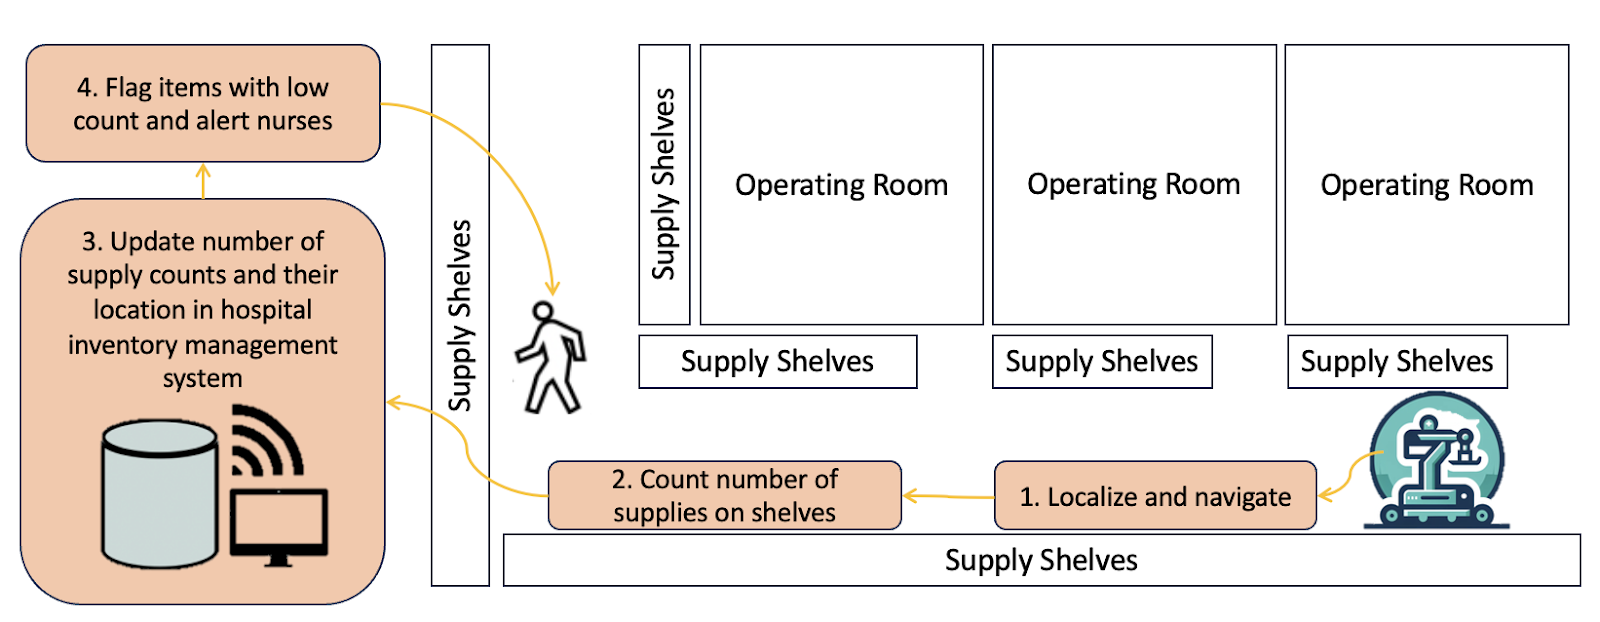 4. Flag items with low
count and alert nurses
3. Update number of
supply counts and their
location in hospital
inventory management
system
Supply Shelves
Supply Shelves
Operating Room
Operating Room
Operating Room
Supply Shelves
Supply Shelves
Supply Shelves
2. Count number of
supplies on shelves
1. Localize and navigate
Supply Shelves